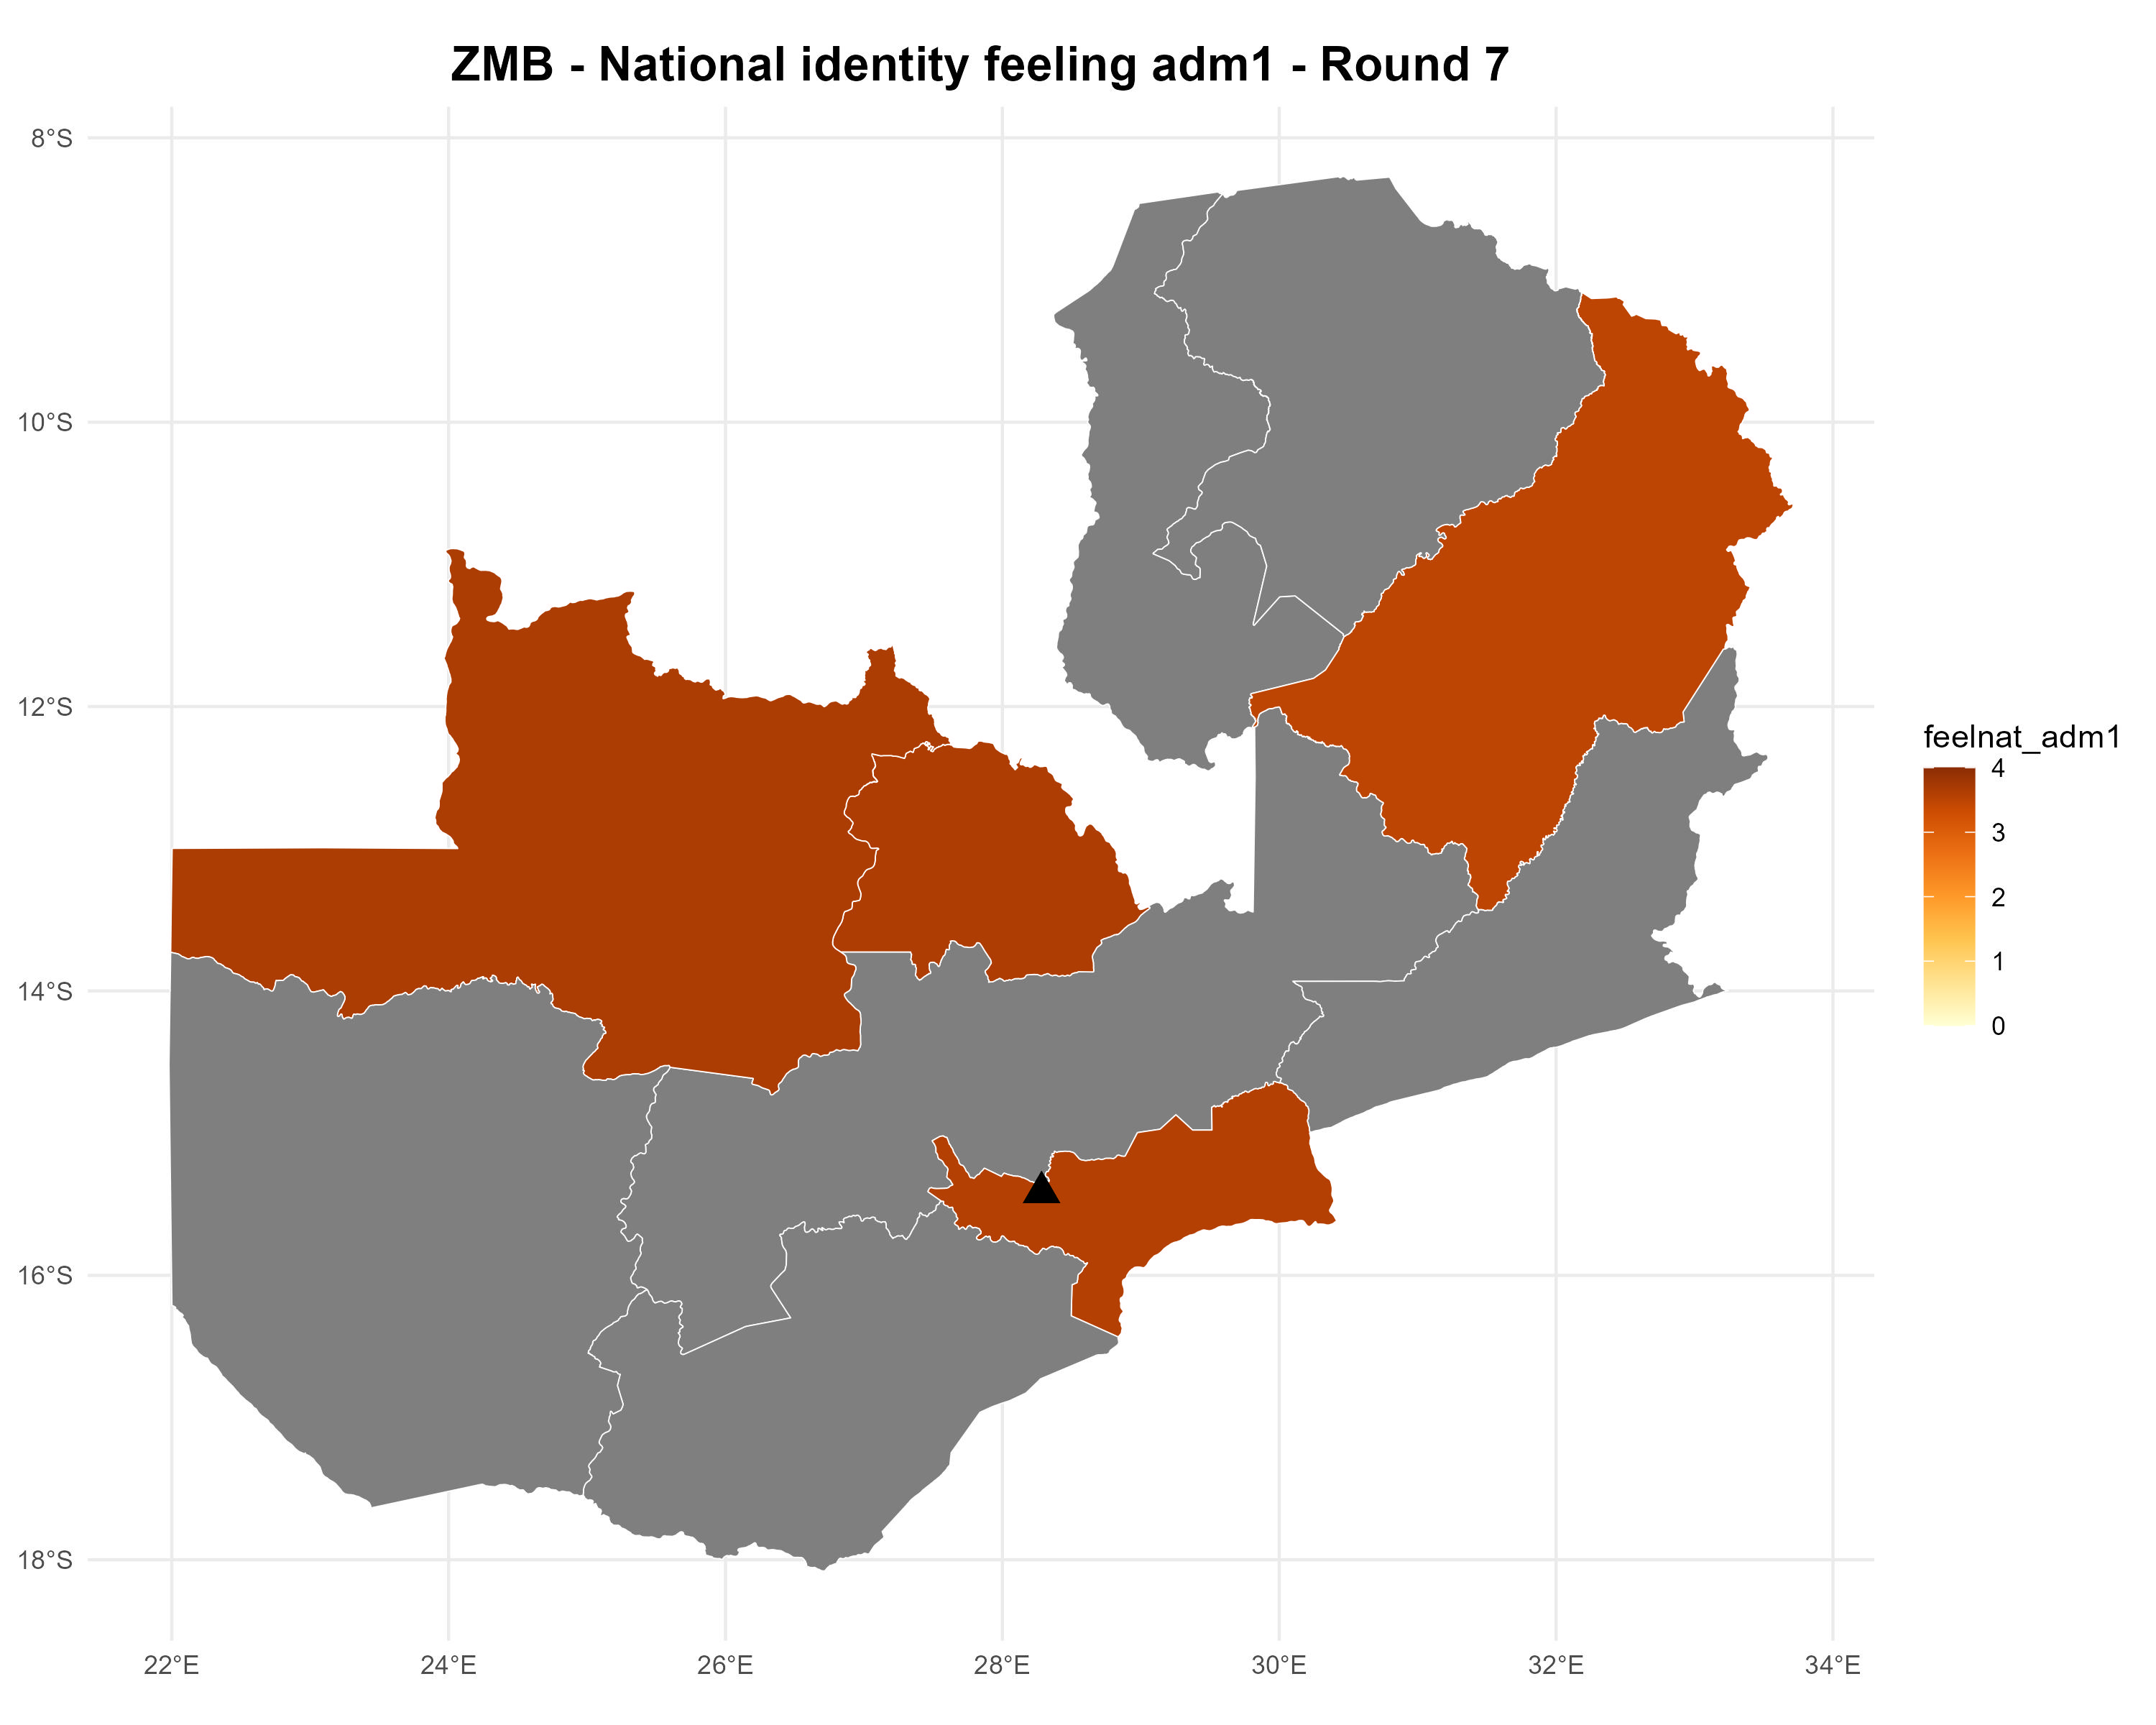 ZMB - National identity feeling adm1 - Round 7
8°S
10°S
12°S
14°S
16°S
18°S
22°E
24°E
26°E
28°E
30°E
32°E
34°E
feelnat_adm1
4
3
2
1
0